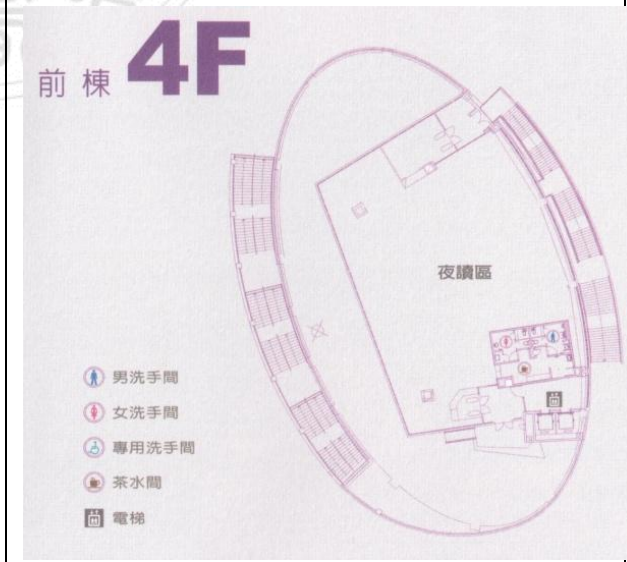 前棟 4F
夜讀區
男洗手間
女洗手間
專用洗手間
茶水間
電梯